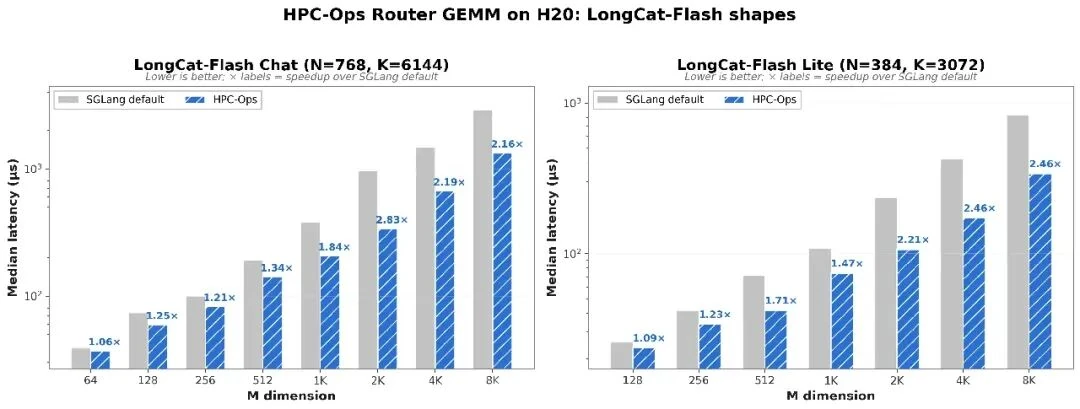 HPC-Ops Router GEMM on H20: LongCat-Flash shapes
LongCat-Flash Chat (N=768, K=6144)
Lower is better; × labels = speedup over SGLang default
SGLang default
HPC-Ops
Median latency (µs)
10³
10²
1.06×
1.25×
1.21×
1.34×
1.84×
2.83×
2.19×
2.16×
64
128
256
512
1K
2K
4K
8K
M dimension
LongCat-Flash Lite (N=384, K=3072)
Lower is better; × labels = speedup over SGLang default
SGLang default
HPC-Ops
Median latency (µs)
10³
10²
1.09×
1.23×
1.71×
1.47×
2.21×
2.46×
2.46×
128
256
512
1K
2K
4K
8K
M dimension